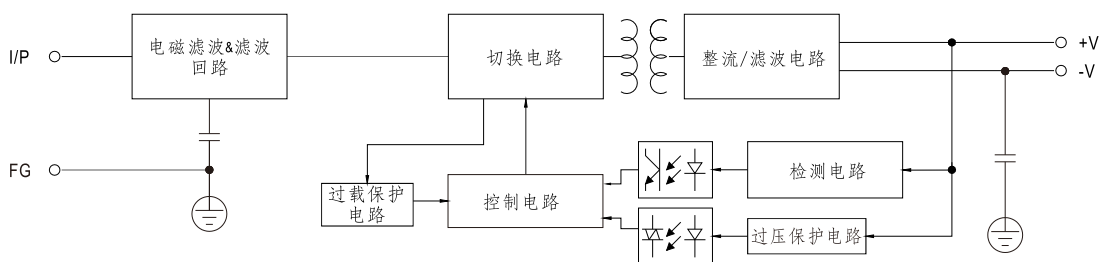 I/P
电磁滤波&滤波
回路
切换电路
整流/滤波电路
+V
-V
FG
过载保护
电路
控制电路
检测电路
过压保护电路